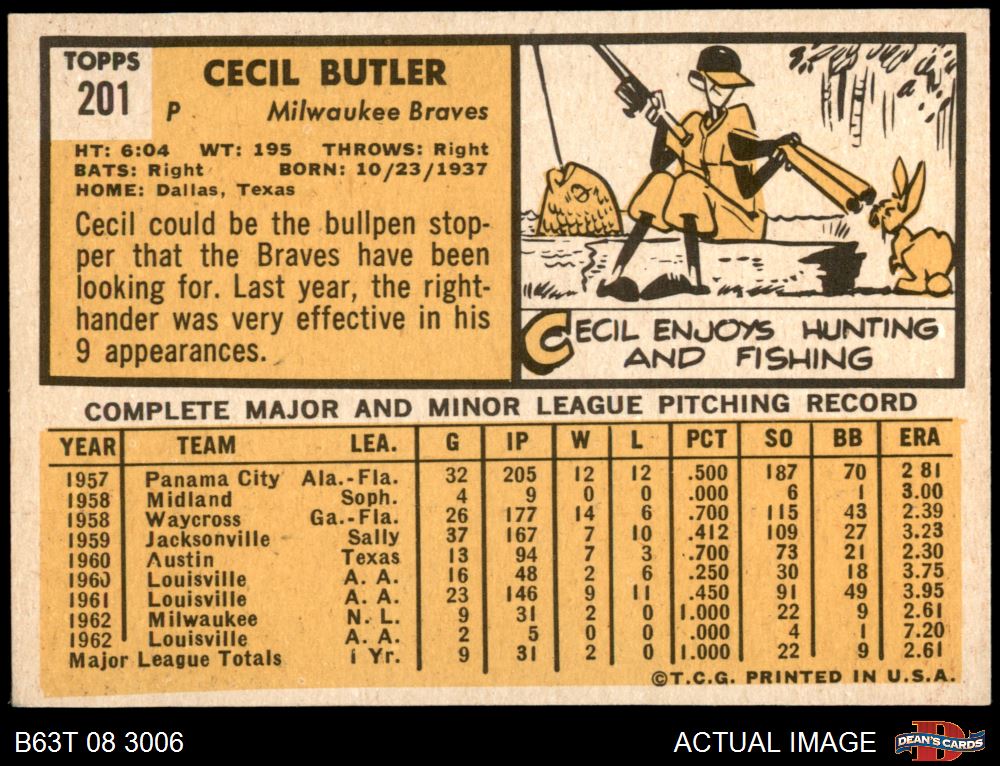 TOPPS
201
CECIL BUTLER
P Milwaukee Braves
HT: 6:04 WT: 195 THROWS: Right
BATS: Right BORN: 10/23/1937
HOME: Dallas, Texas
Cecil could be the bullpen stop-
per that the Braves have been
looking for. Last year, the right-
hander was very effective in his
9 appearances.
CECIL ENJOYS HUNTING
AND FISHING
COMPLETE MAJOR AND MINOR LEAGUE PITCHING RECORD
YEAR TEAM LEA. G IP W L PCT SO BB ERA
1957 Panama City Ala.-Fla. 32 205 12 12 .500 187 70 2 81
1958 Midland Soph. 4 9 0 0 .000 6 1 3.00
1958 Waycross Ga.-Fla. 26 177 14 6 .700 115 43 2.39
1959 Jacksonville Sally 37 167 7 10 .412 109 27 3.23
1960 Austin Texas 13 94 7 3 .700 73 21 2.30
1960 Louisville A. A. 16 48 2 6 .250 30 18 3.75
1961 Louisville A. A. 23 146 9 11 .450 91 49 3.95
1962 Milwaukee N. L. 9 31 2 0 1.000 22 9 2.61
1962 Louisville A. A. 2 5 0 0 .000 4 1 7.20
Major League Totals 1 Yr. 9 31 2 0 1.000 22 9 2.61
©T.C.G. PRINTED IN U.S.A.
B63T 08 3006 ACTUAL IMAGE DEAN'S CARDS